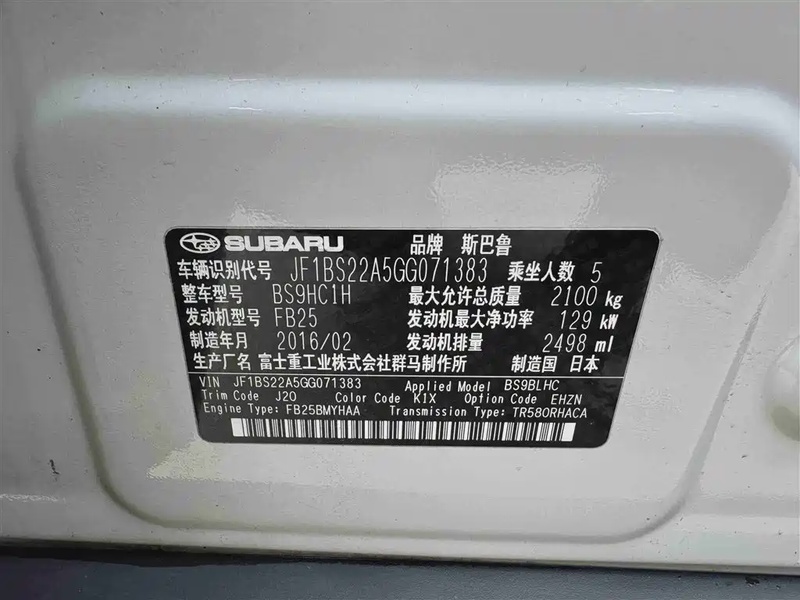 SUBARU 品牌 斯巴鲁
车辆识别代号 JF1BS22A5GG071383 乘坐人数 5
整车型号 BS9HC1H 最大允许总质量 2100 kg
发动机型号 FB25 发动机最大净功率 129 kW
制造年月 2016/02 发动机排量 2498 ml
生产厂名 富士重工业株式会社群马制作所 制造国 日本
VIN JF1BS22A5GG071383 Applied Model BS9BLHC
Trim Code J20 Color Code K1X Option Code EHZN
Engine Type: FB25BMYHAA Transmission Type: TR580RHACA